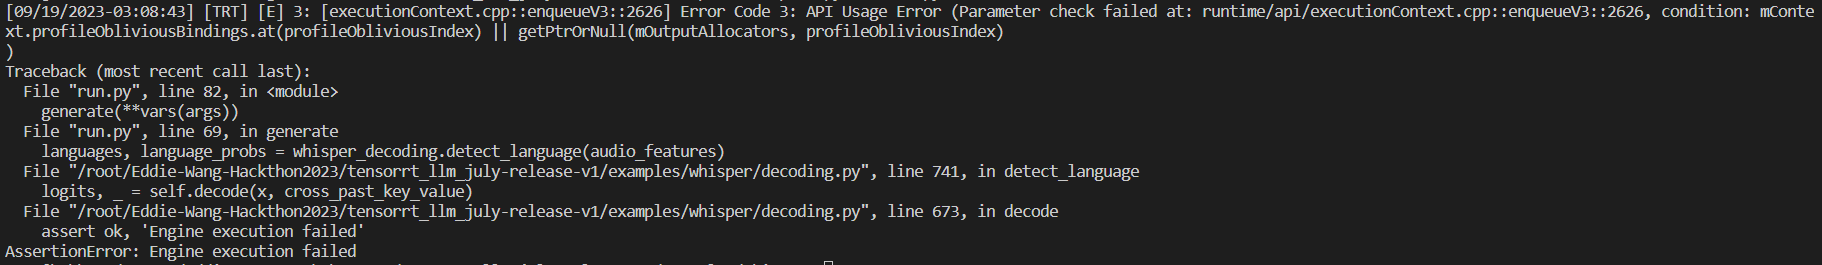 [09/19/2023-03:08:43] [TRT] [E] 3: [executionContext.cpp::enqueueV3::2626] Error Code 3: API Usage Error (Parameter check failed at: runtime/api/executionContext.cpp::enqueueV3::2626, condition: mConte
xt.profileObliviousBindings.at(profileObliviousIndex) || getPtrOrNull(mOutputAllocators, profileObliviousIndex)
)
Traceback (most recent call last):
  File "run.py", line 82, in <module>
    generate(**vars(args))
  File "run.py", line 69, in generate
    languages, language_probs = whisper_decoding.detect_language(audio_features)
  File "/root/Eddie-Wang-Hackthon2023/tensorrt_llm_july-release-v1/examples/whisper/decoding.py", line 741, in detect_language
    logits, _ = self.decode(x, cross_past_key_value)
  File "/root/Eddie-Wang-Hackthon2023/tensorrt_llm_july-release-v1/examples/whisper/decoding.py", line 673, in decode
    assert ok, 'Engine execution failed'
AssertionError: Engine execution failed